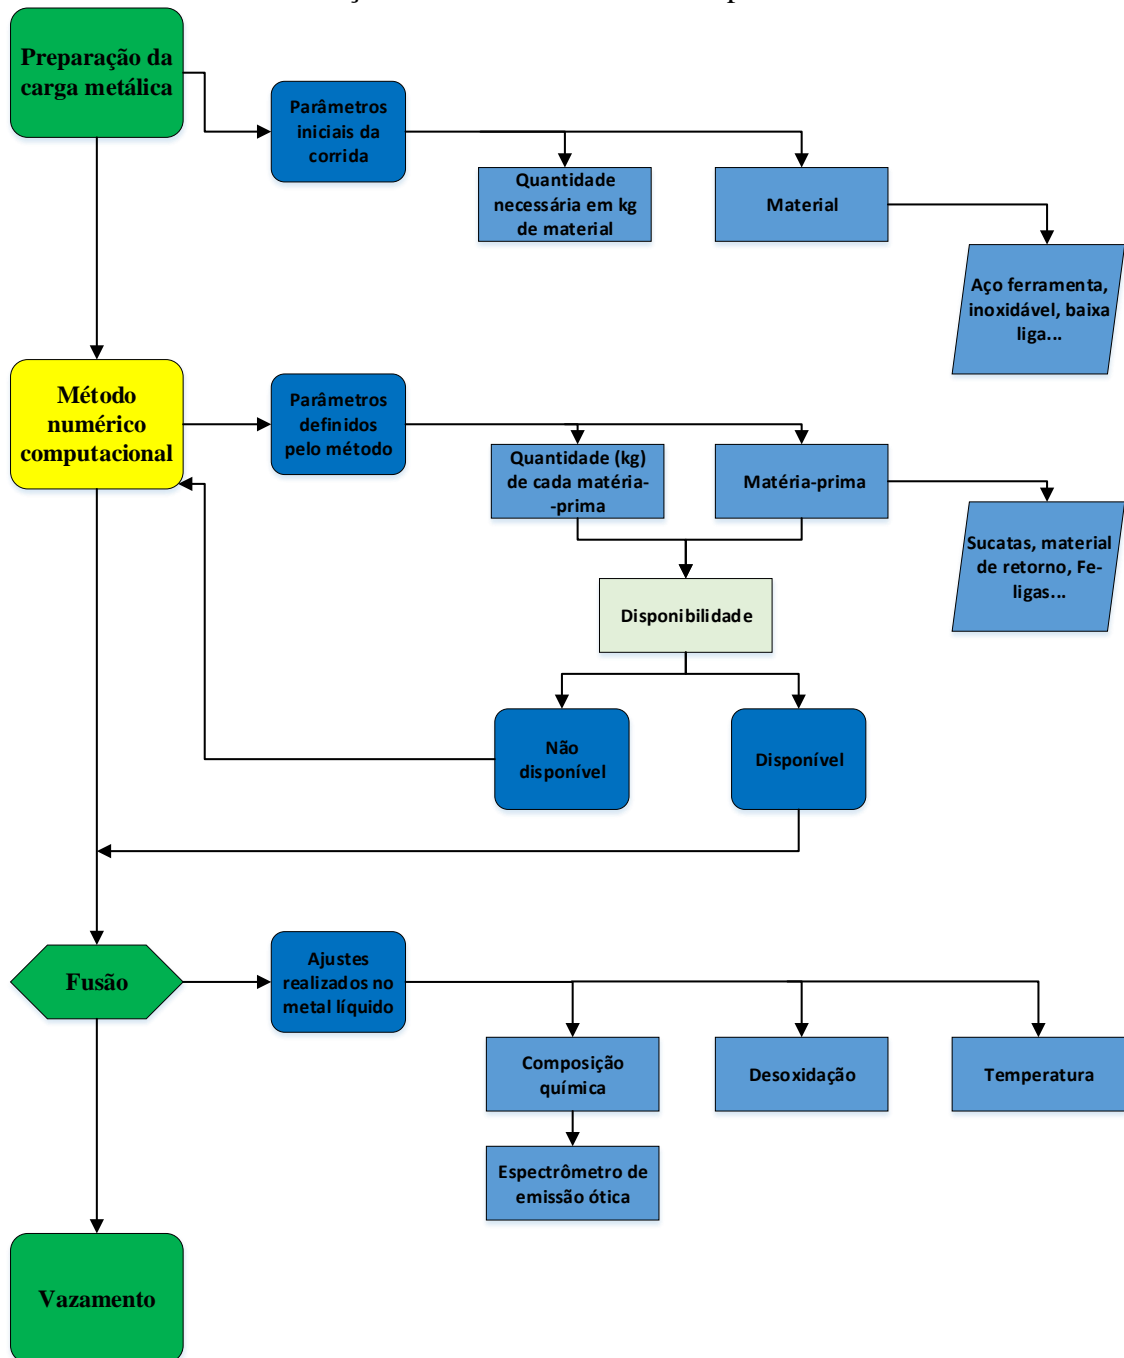 Preparação da
carga metálica
Parâmetros
iniciais da
corrida
Quantidade
necessária em kg
de material
Material
Aço ferramenta,
inoxidável, baixa
liga...
Método
numérico
computacional
Parâmetros
definidos
pelo método
Quantidade (kg)
de cada matéria-
-prima
Matéria-prima
Sucatas, material
de retorno, Fe-
ligas...
Disponibilidade
Não
disponível
Disponível
Fusão
Ajustes
realizados no
metal líquido
Composição
química
Desoxidação
Temperatura
Espectrômetro de
emissão ótica
Vazamento